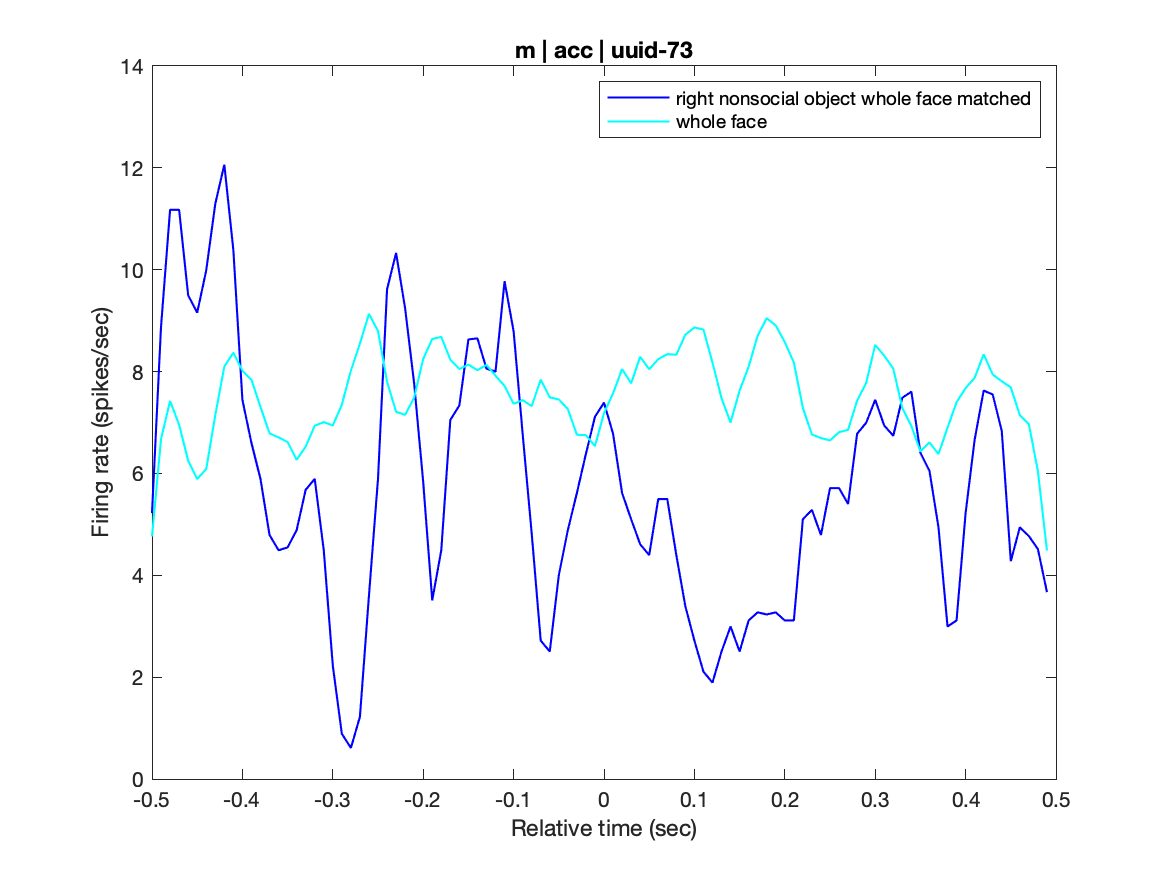 m | acc | uuid-73
right nonsocial object whole face matched
whole face
Firing rate (spikes/sec)
14
12
10
8
6
4
2
0
-0.5 -0.4 -0.3 -0.2 -0.1 0 0.1 0.2 0.3 0.4 0.5
Relative time (sec)